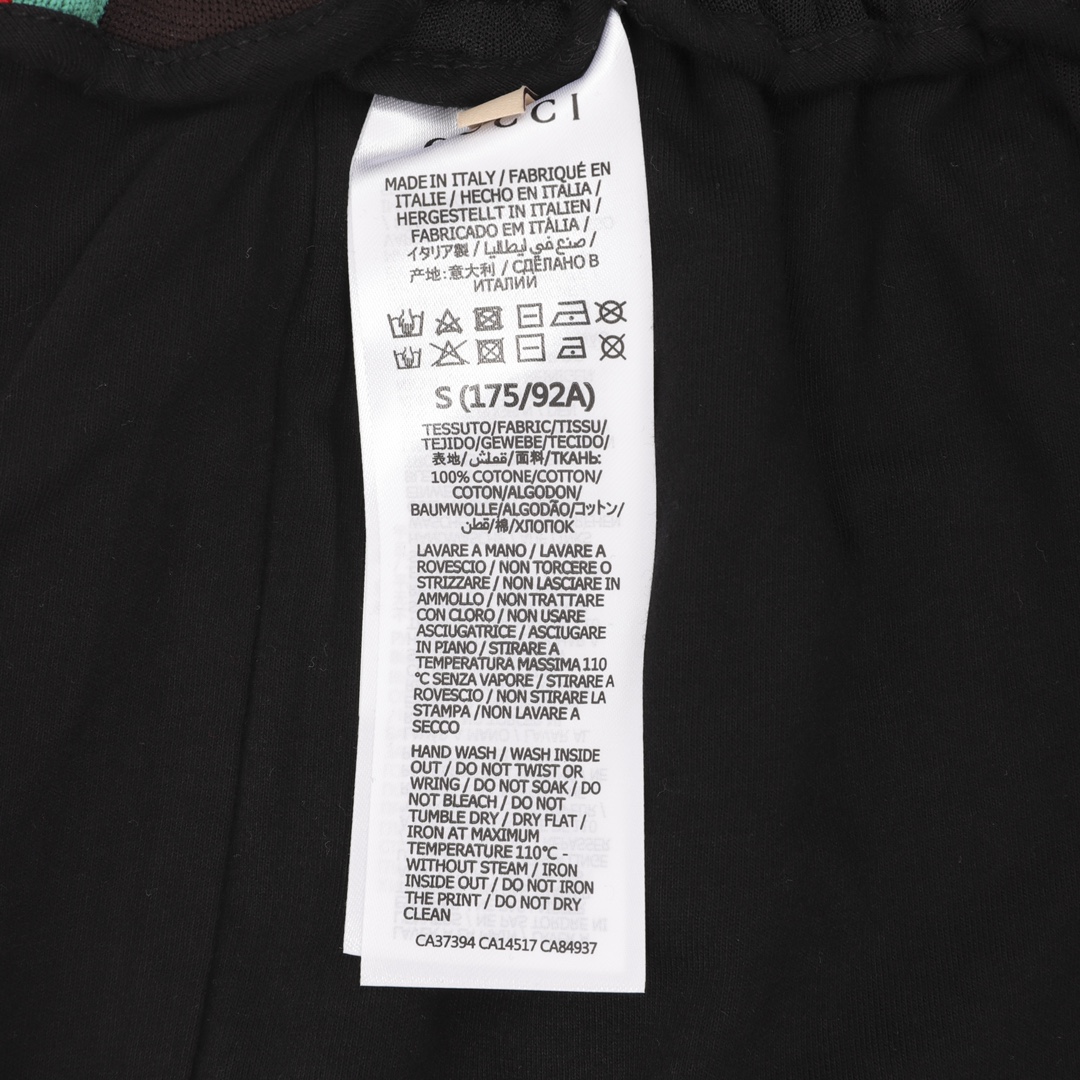 GUCCI
MADE IN ITALY / FABRIQUÉ EN
ITALIE / HECHO EN ITALIA /
HERGESTELLT IN ITALIEN /
FABRICADO EM ITÀLIA /
イタリア製 / صنع في إيطاليا /
产地:意大利 / СДЕЛАНО В
ИТАЛИИ
S (175/92A)
TESSUTO/FABRIC/TISSU/
TEJIDO/GEWEBE/TECIDO/
表地/قماش/面料/ТКАНЬ:
100% COTONE/COTTON/
COTON/ALGODON/
BAUMWOLLE/ALGODÃO/コットン/
قطن/棉/ХЛОПОК
LAVARE A MANO / LAVARE A
ROVESCIO / NON TORCERE O
STRIZZARE / NON LASCIARE IN
AMMOLLO / NON TRATTARE
CON CLORO / NON USARE
ASCIUGATRICE / ASCIUGARE
IN PIANO / STIRARE A
TEMPERATURA MASSIMA 110
°C SENZA VAPORE / STIRARE A
ROVESCIO / NON STIRARE LA
STAMPA /NON LAVARE A
SECCO
HAND WASH / WASH INSIDE
OUT / DO NOT TWIST OR
WRING / DO NOT SOAK / DO
NOT BLEACH / DO NOT
TUMBLE DRY / DRY FLAT /
IRON AT MAXIMUM
TEMPERATURE 110°C -
WITHOUT STEAM / IRON
INSIDE OUT / DO NOT IRON
THE PRINT / DO NOT DRY
CLEAN
CA37394 CA14517 CA84937